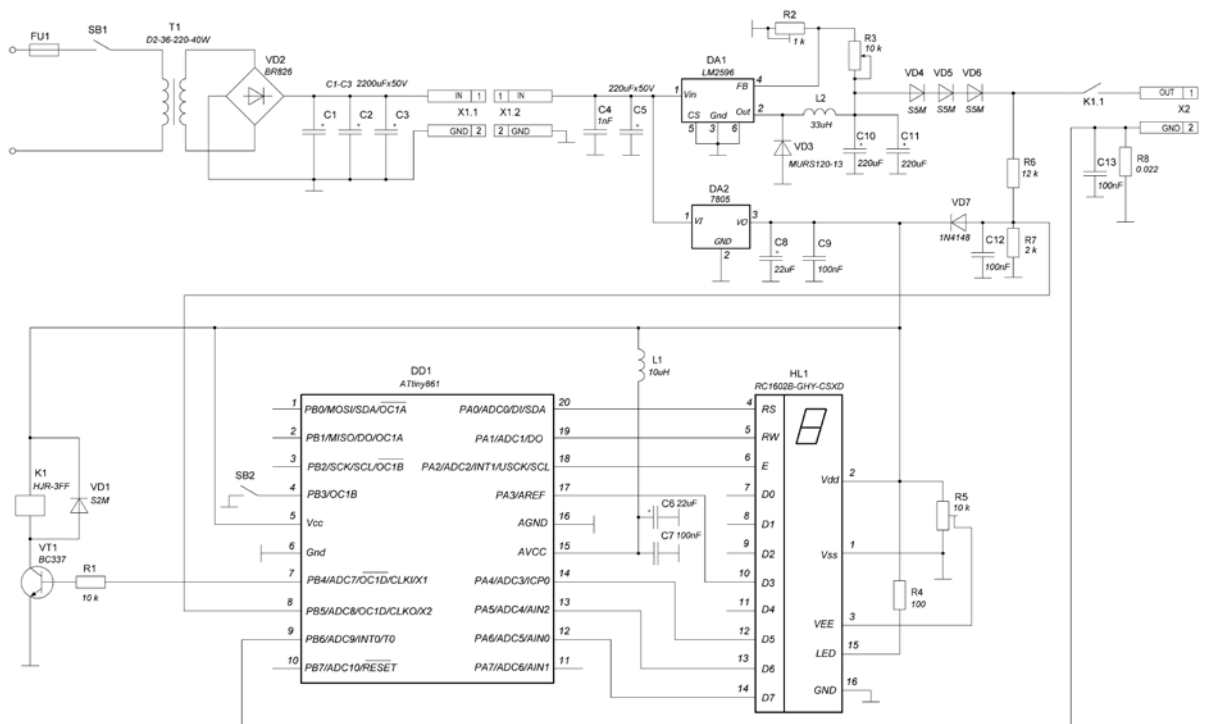 FU1
SB1
T1
D2-36-220-40W
VD2
BR826
C1-C3 2200uFx50V
C1
C2
C3
IN 1
1 IN
X1.1 X1.2
GND 2
2 GND
C4
1nF
220uFx50V
C5
DA1
LM2596
1 Vin
FB 4
Out 2
CS Gnd
5 3 6
R2
1 k
R3
10 k
L2
33uH
VD3
MURS120-13
C10
220uF
C11
220uF
VD4 VD5 VD6
S5M S5M S5M
K1.1
OUT 1
X2
GND 2
C13
100nF
R8
0.022
R6
12 k
DA2
7805
1 VI
VO 3
GND
2
C8
22uF
C9
100nF
VD7
1N4148
C12
100nF
R7
2 k
L1
10uH
DD1
ATtiny861
1 PB0/MOSI/SDA/OC1A
2 PB1/MISO/DO/OC1A
3 PB2/SCK/SCL/OC1B
4 PB3/OC1B
5 Vcc
6 Gnd
7 PB4/ADC7/OC1D/CLKI/X1
8 PB5/ADC8/OC1D/CLKO/X2
9 PB6/ADC9/INT0/T0
10 PB7/ADC10/RESET
PA0/ADC0/DI/SDA 20
PA1/ADC1/DO 19
PA2/ADC2/INT1/USCK/SCL 18
PA3/AREF 17
AGND 16
AVCC 15
PA4/ADC3/ICP0 14
PA5/ADC4/AIN2 13
PA6/ADC5/AIN0 12
PA7/ADC6/AIN1 11
SB2
K1
HJR-3FF
VD1
S2M
VT1
BC337
R1
10 k
C6 22uF
C7 100nF
HL1
RC1602B-GHY-CSXD
4 RS
5 RW
6 E
7 D0
8 D1
9 D2
10 D3
11 D4
12 D5
13 D6
14 D7
Vdd 2
Vss 1
VEE 3
LED 15
GND 16
R5
10 k
R4
100